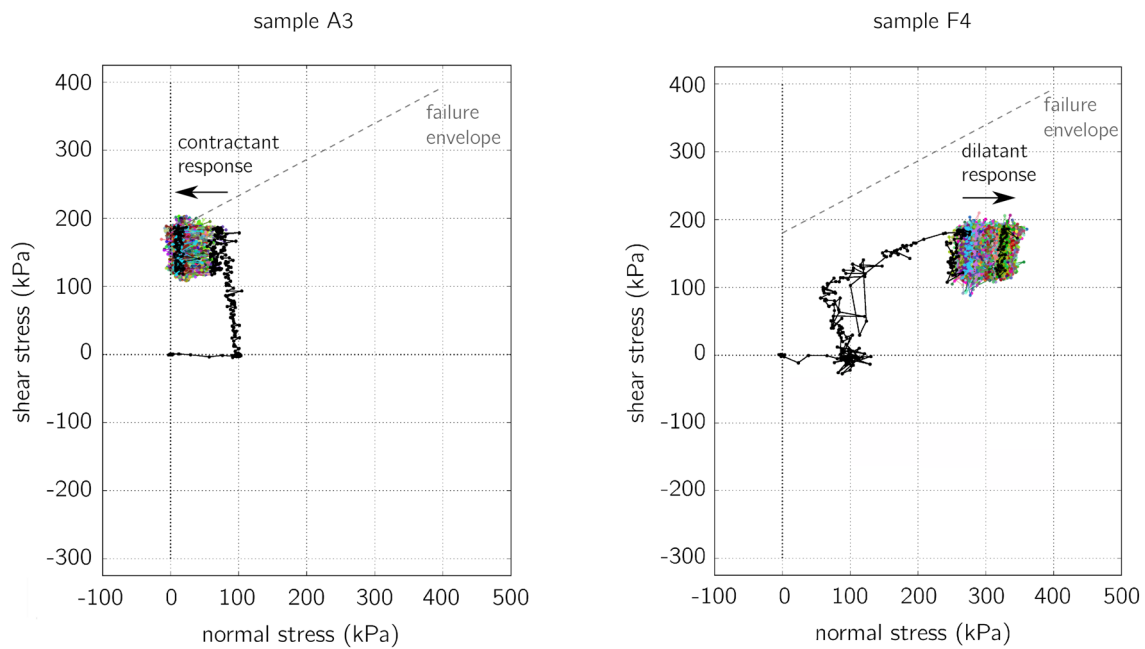 sample A3
400
300
200
100
0
-100
-200
-300
-100 0 100 200 300 400 500
shear stress (kPa)
normal stress (kPa)
contractant
response
failure
envelope
sample F4
400
300
200
100
0
-100
-200
-300
-100 0 100 200 300 400 500
shear stress (kPa)
normal stress (kPa)
failure
envelope
dilatant
response